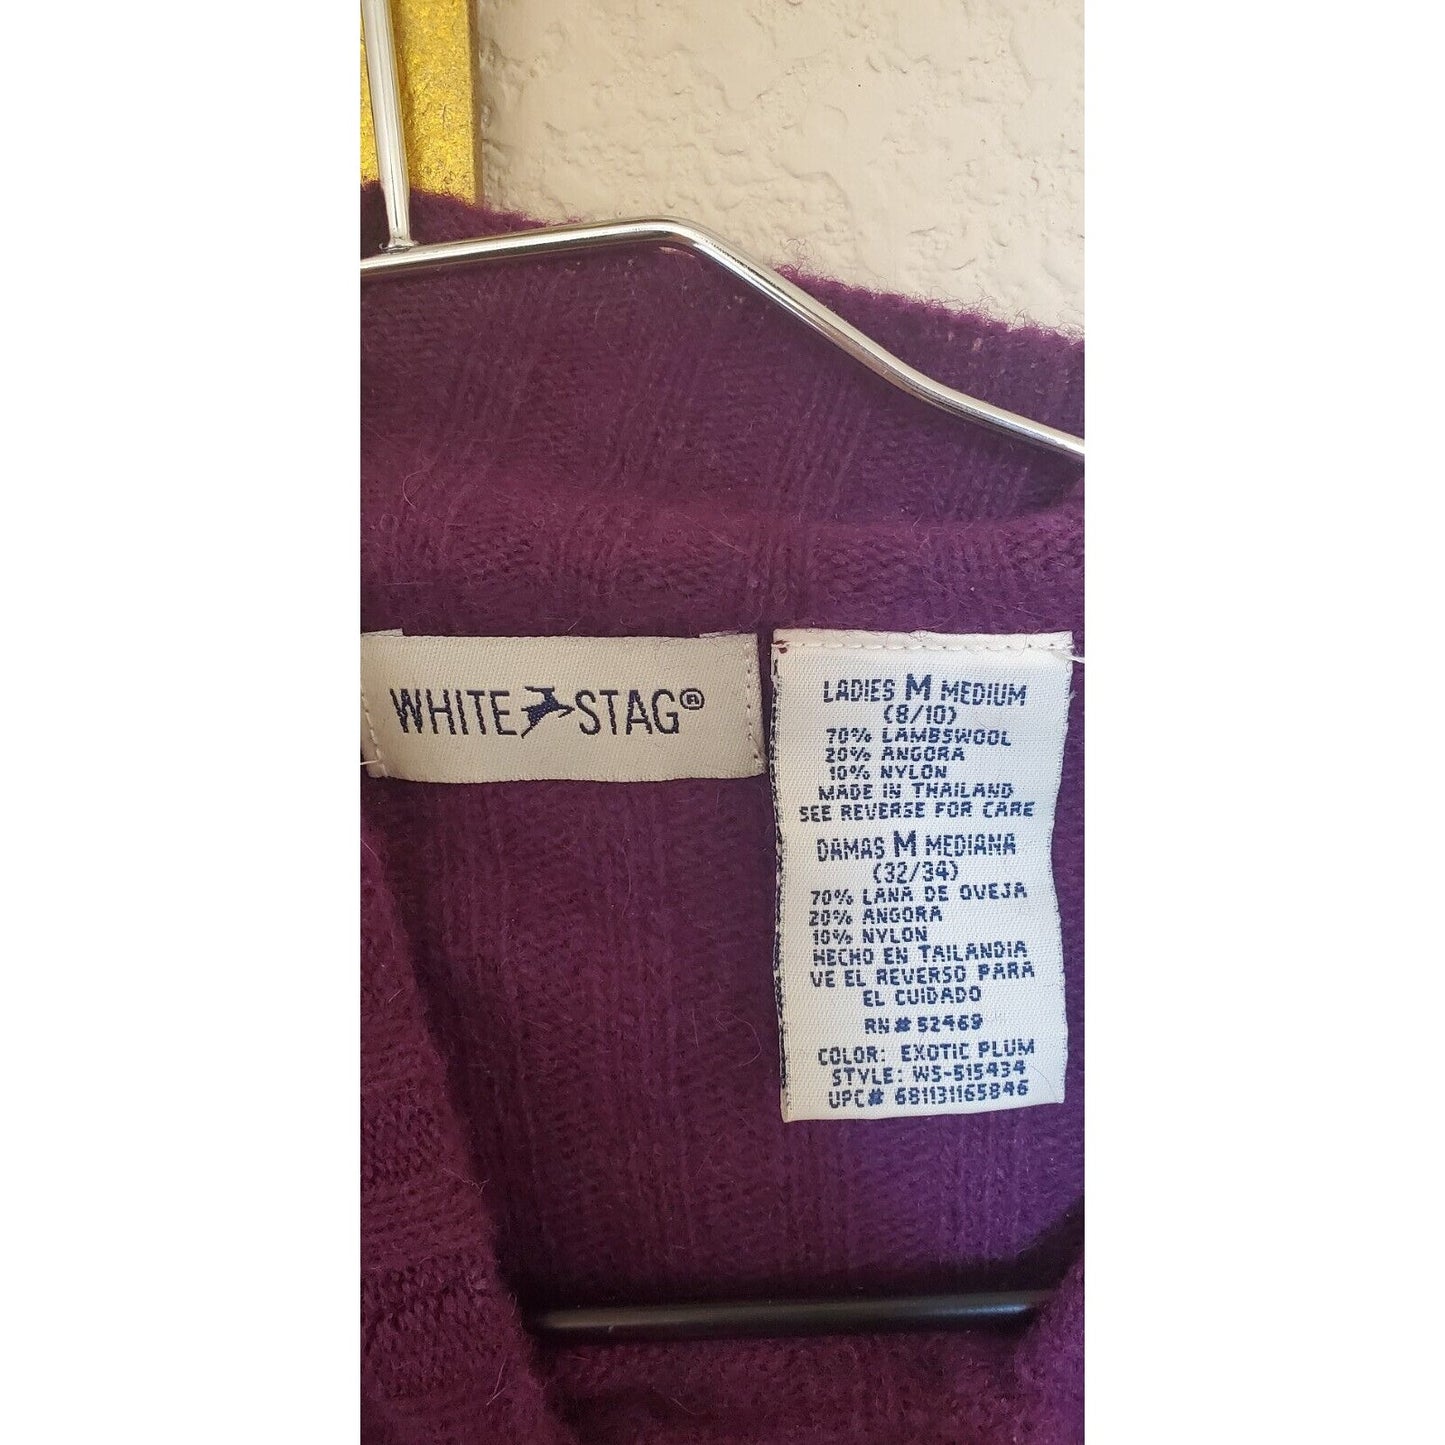 WHITE STAG®
LADIES M MEDIUM
(8/10)
70% LAMBSWOOL
20% ANGORA
10% NYLON
MADE IN THAILAND
SEE REVERSE FOR CARE
DAMAS M MEDIANA
(32/34)
70% LANA DE OVEJA
20% ANGORA
10% NYLON
HECHO EN TAILANDIA
VE EL REVERSO PARA
EL CUIDADO
RN# 52469
COLOR: EXOTIC PLUM
STYLE: WS-515434
UPC# 681131165846